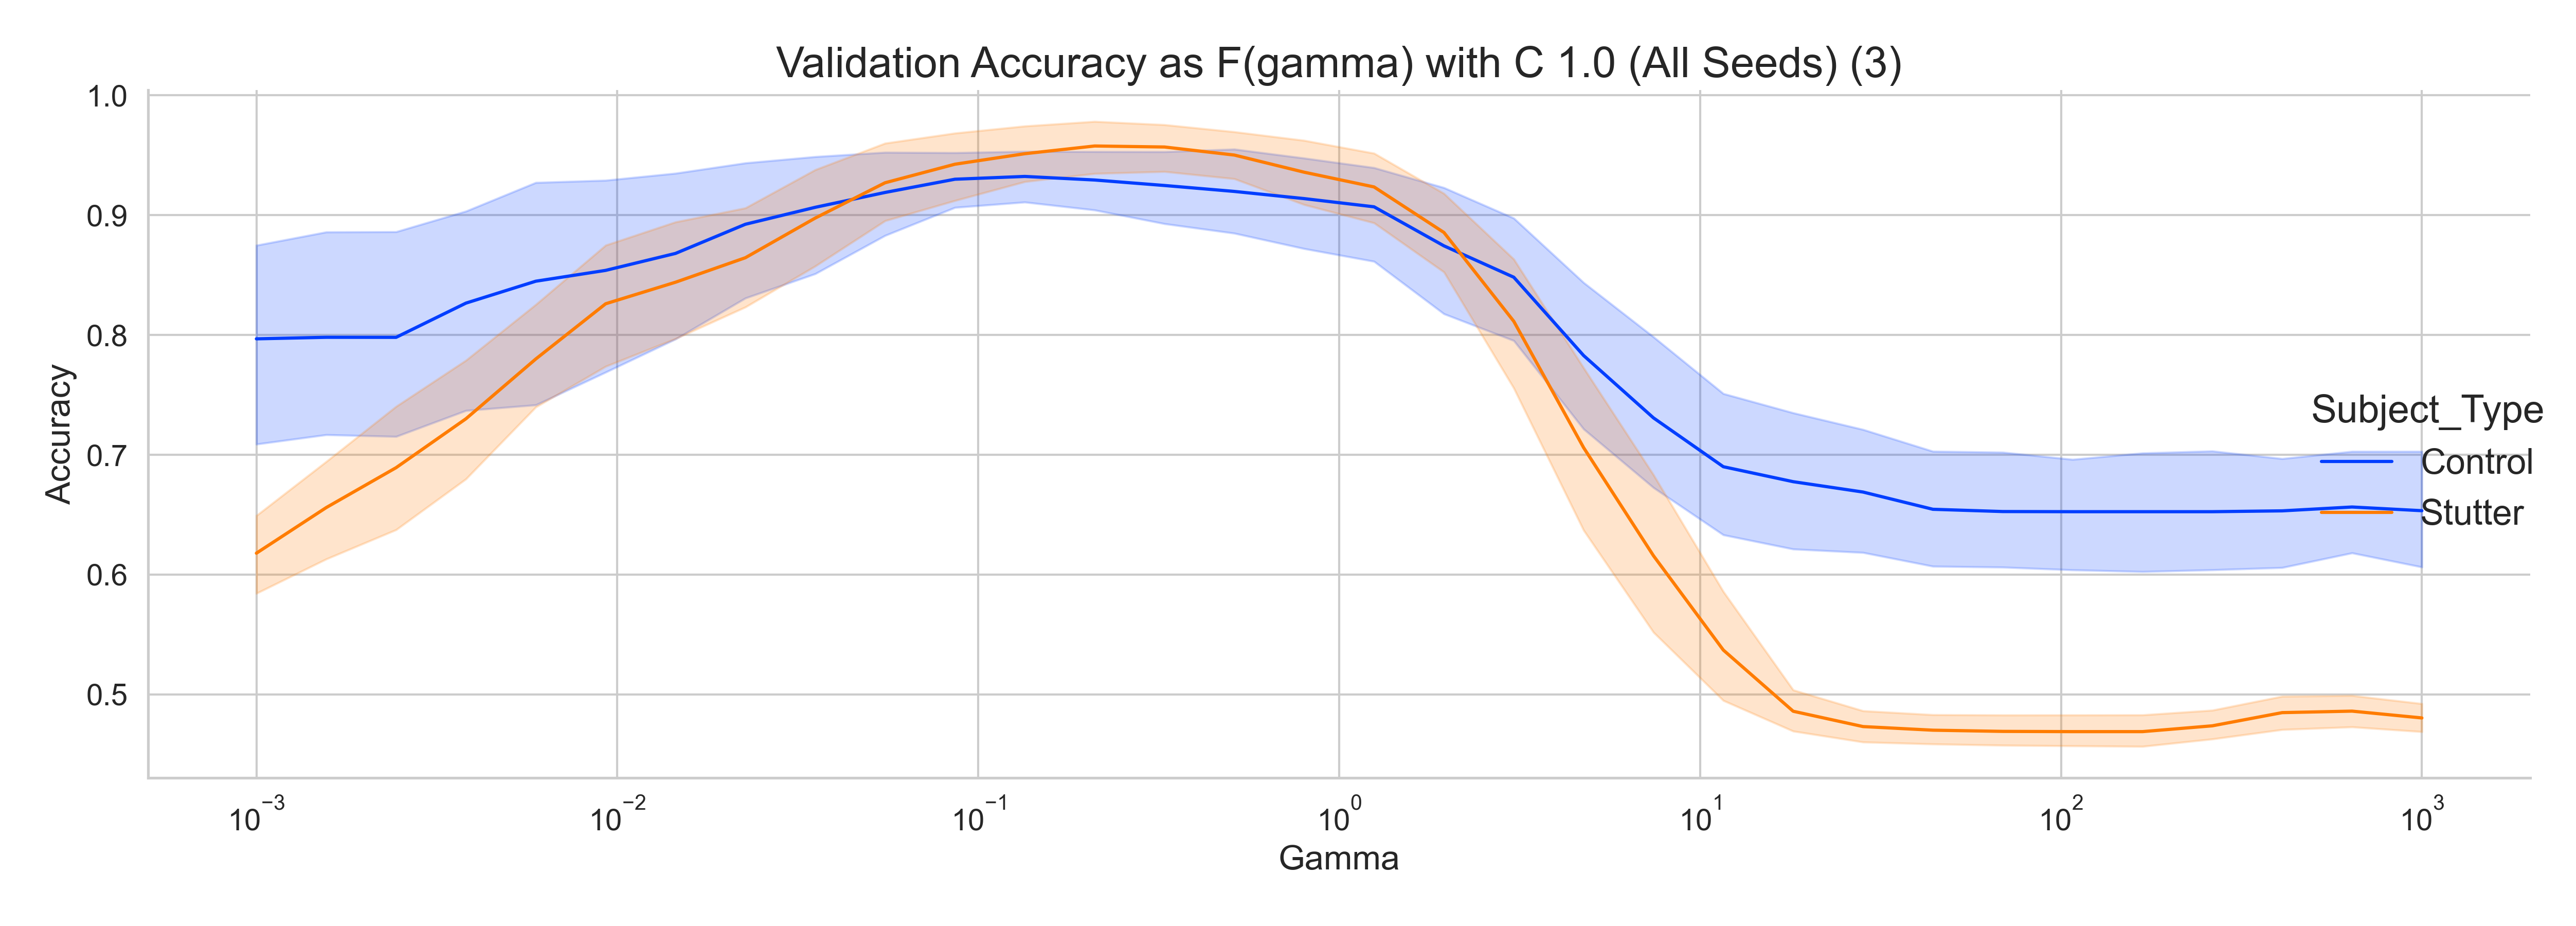 Validation Accuracy as F(gamma) with C 1.0 (All Seeds) (3)
1.0
0.9
0.8
0.7
0.6
0.5
Accuracy
Subject_Type
Control
Stutter
10⁻³ 10⁻² 10⁻¹ 10⁰ 10¹ 10² 10³
Gamma